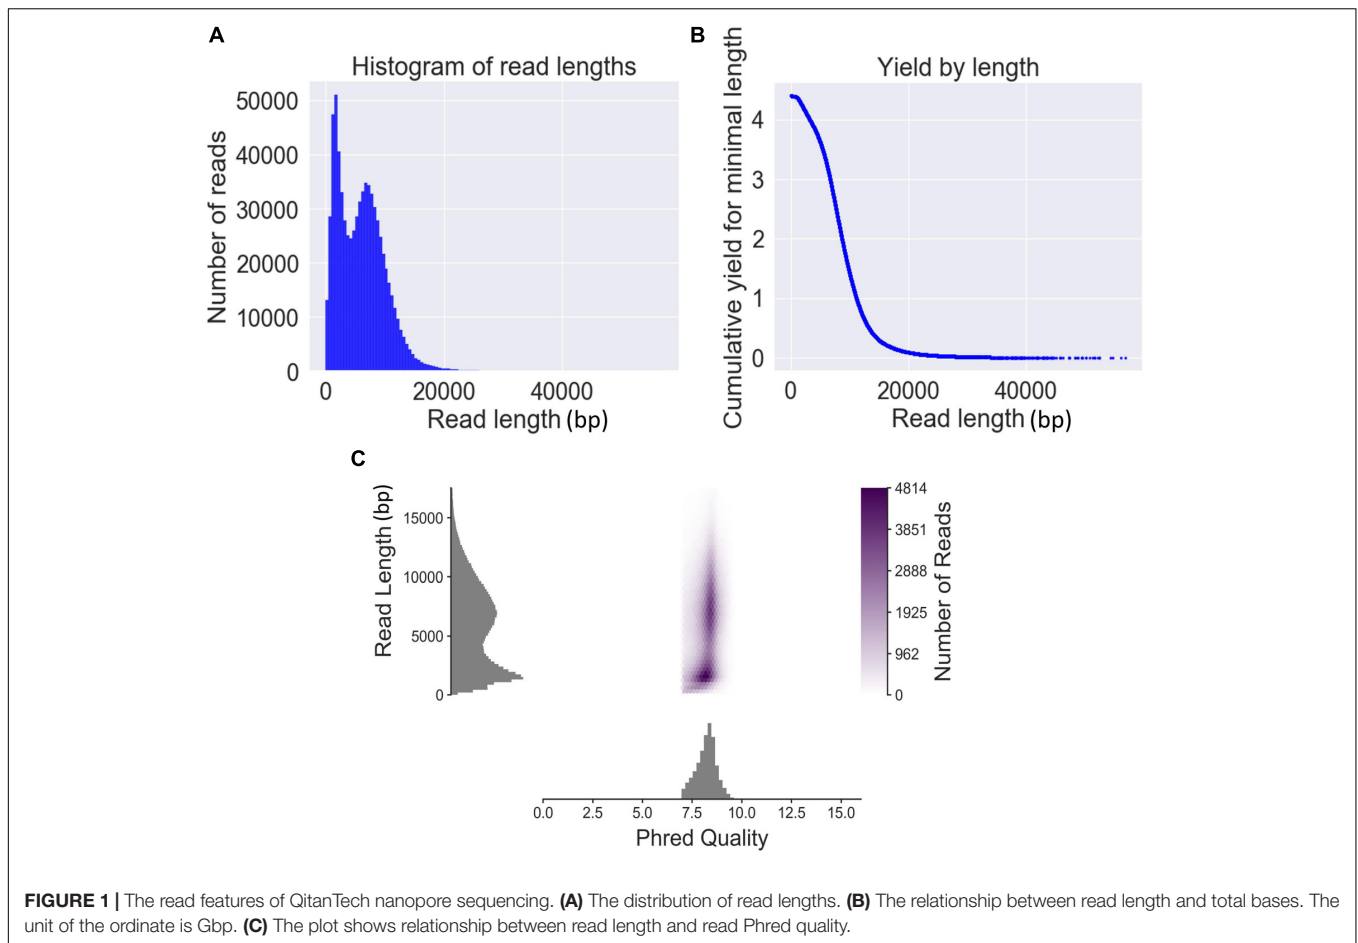 A
Histogram of read lengths
Number of reads
50000
40000
30000
20000
10000
0
0 20000 40000
Read length (bp)
B
Yield by length
Cumulative yield for minimal length
4
3
2
1
0
0 20000 40000
Read length (bp)
C
Read Length (bp)
15000
10000
5000
0
4814
3851
2888
1925
962
0
Number of Reads
0.0 2.5 5.0 7.5 10.0 12.5 15.0
Phred Quality
FIGURE 1 | The read features of QitanTech nanopore sequencing. (A) The distribution of read lengths. (B) The relationship between read length and total bases. The
unit of the ordinate is Gbp. (C) The plot shows relationship between read length and read Phred quality.